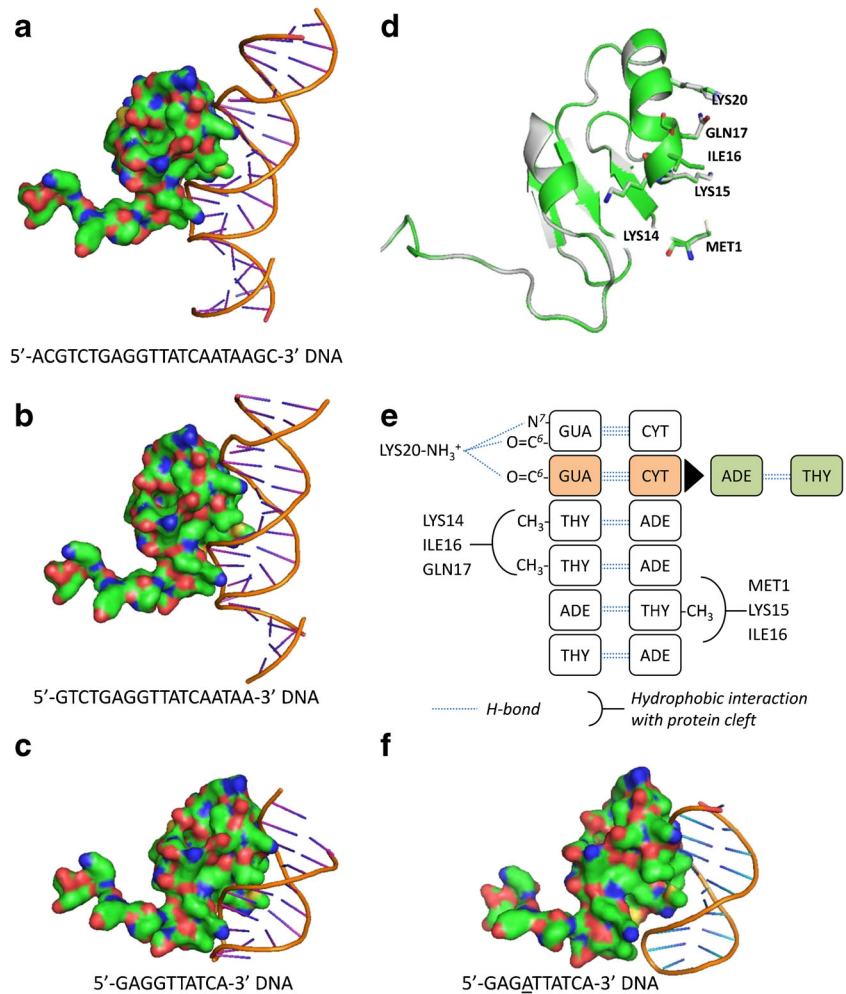 a
5’-ACGTCTGAGGTTATCAATAAGC-3’ DNA
b
5’-GTCTGAGGTTATCAATAA-3’ DNA
c
5’-GAGGTTATCA-3’ DNA
d
LYS20
GLN17
ILE16
LYS15
LYS14
MET1
e
N7
O=C6-
GUA
CYT
LYS20-NH3+
O=C6-
GUA
CYT
ADE
THY
LYS14
ILE16
GLN17
CH3-
THY
ADE
CH3-
THY
ADE
ADE
THY
-CH3
MET1
LYS15
ILE16
THY
ADE
H-bond
Hydrophobic interaction
with protein cleft
f
5’-GAGATTATCA-3’ DNA